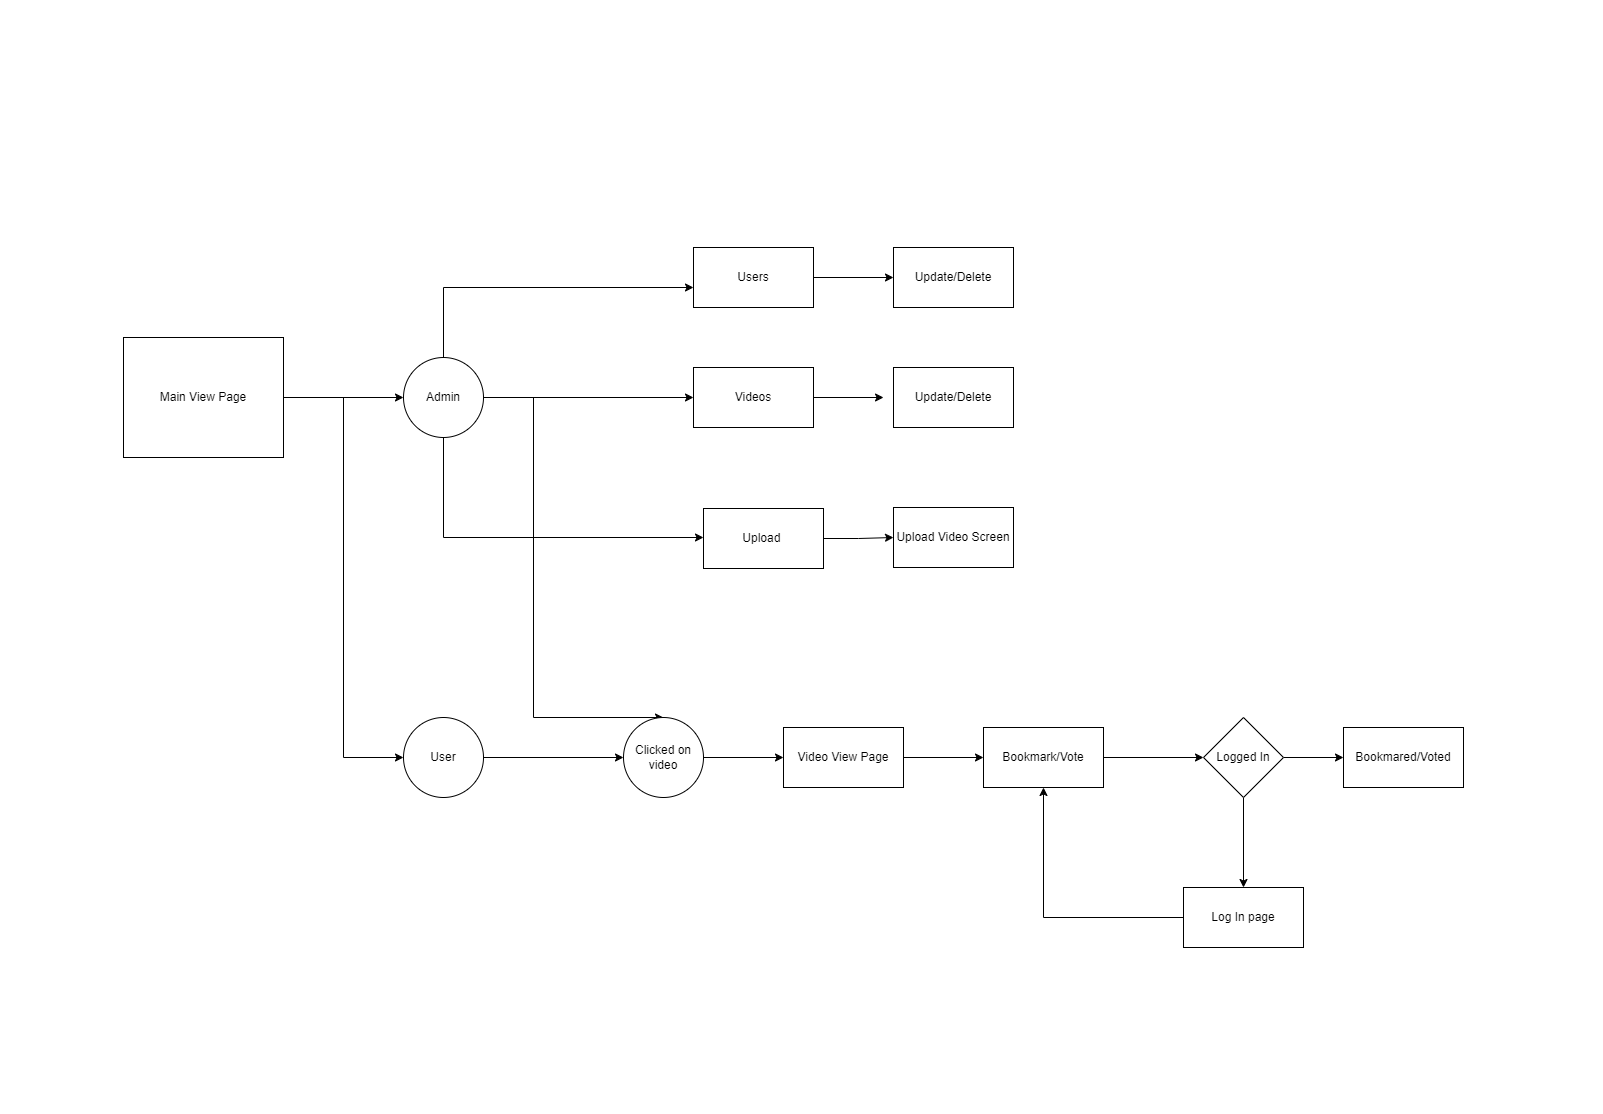 Users
Update/Delete
Main View Page
Admin
Videos
Update/Delete
Upload
Upload Video Screen
User
Clicked on
video
Video View Page
Bookmark/Vote
Logged In
Bookmared/Voted
Log In page